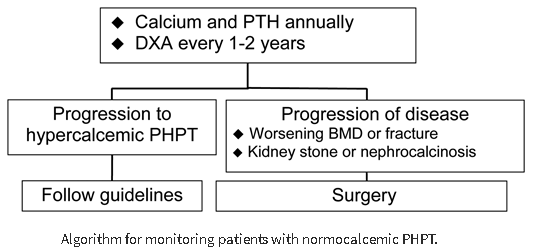 ◆ Calcium and PTH annually
◆ DXA every 1-2 years
Progression to
hypercalcemic PHPT
Progression of disease
◆ Worsening BMD or fracture
◆ Kidney stone or nephrocalcinosis
Follow guidelines
Surgery
Algorithm for monitoring patients with normocalcemic PHPT.